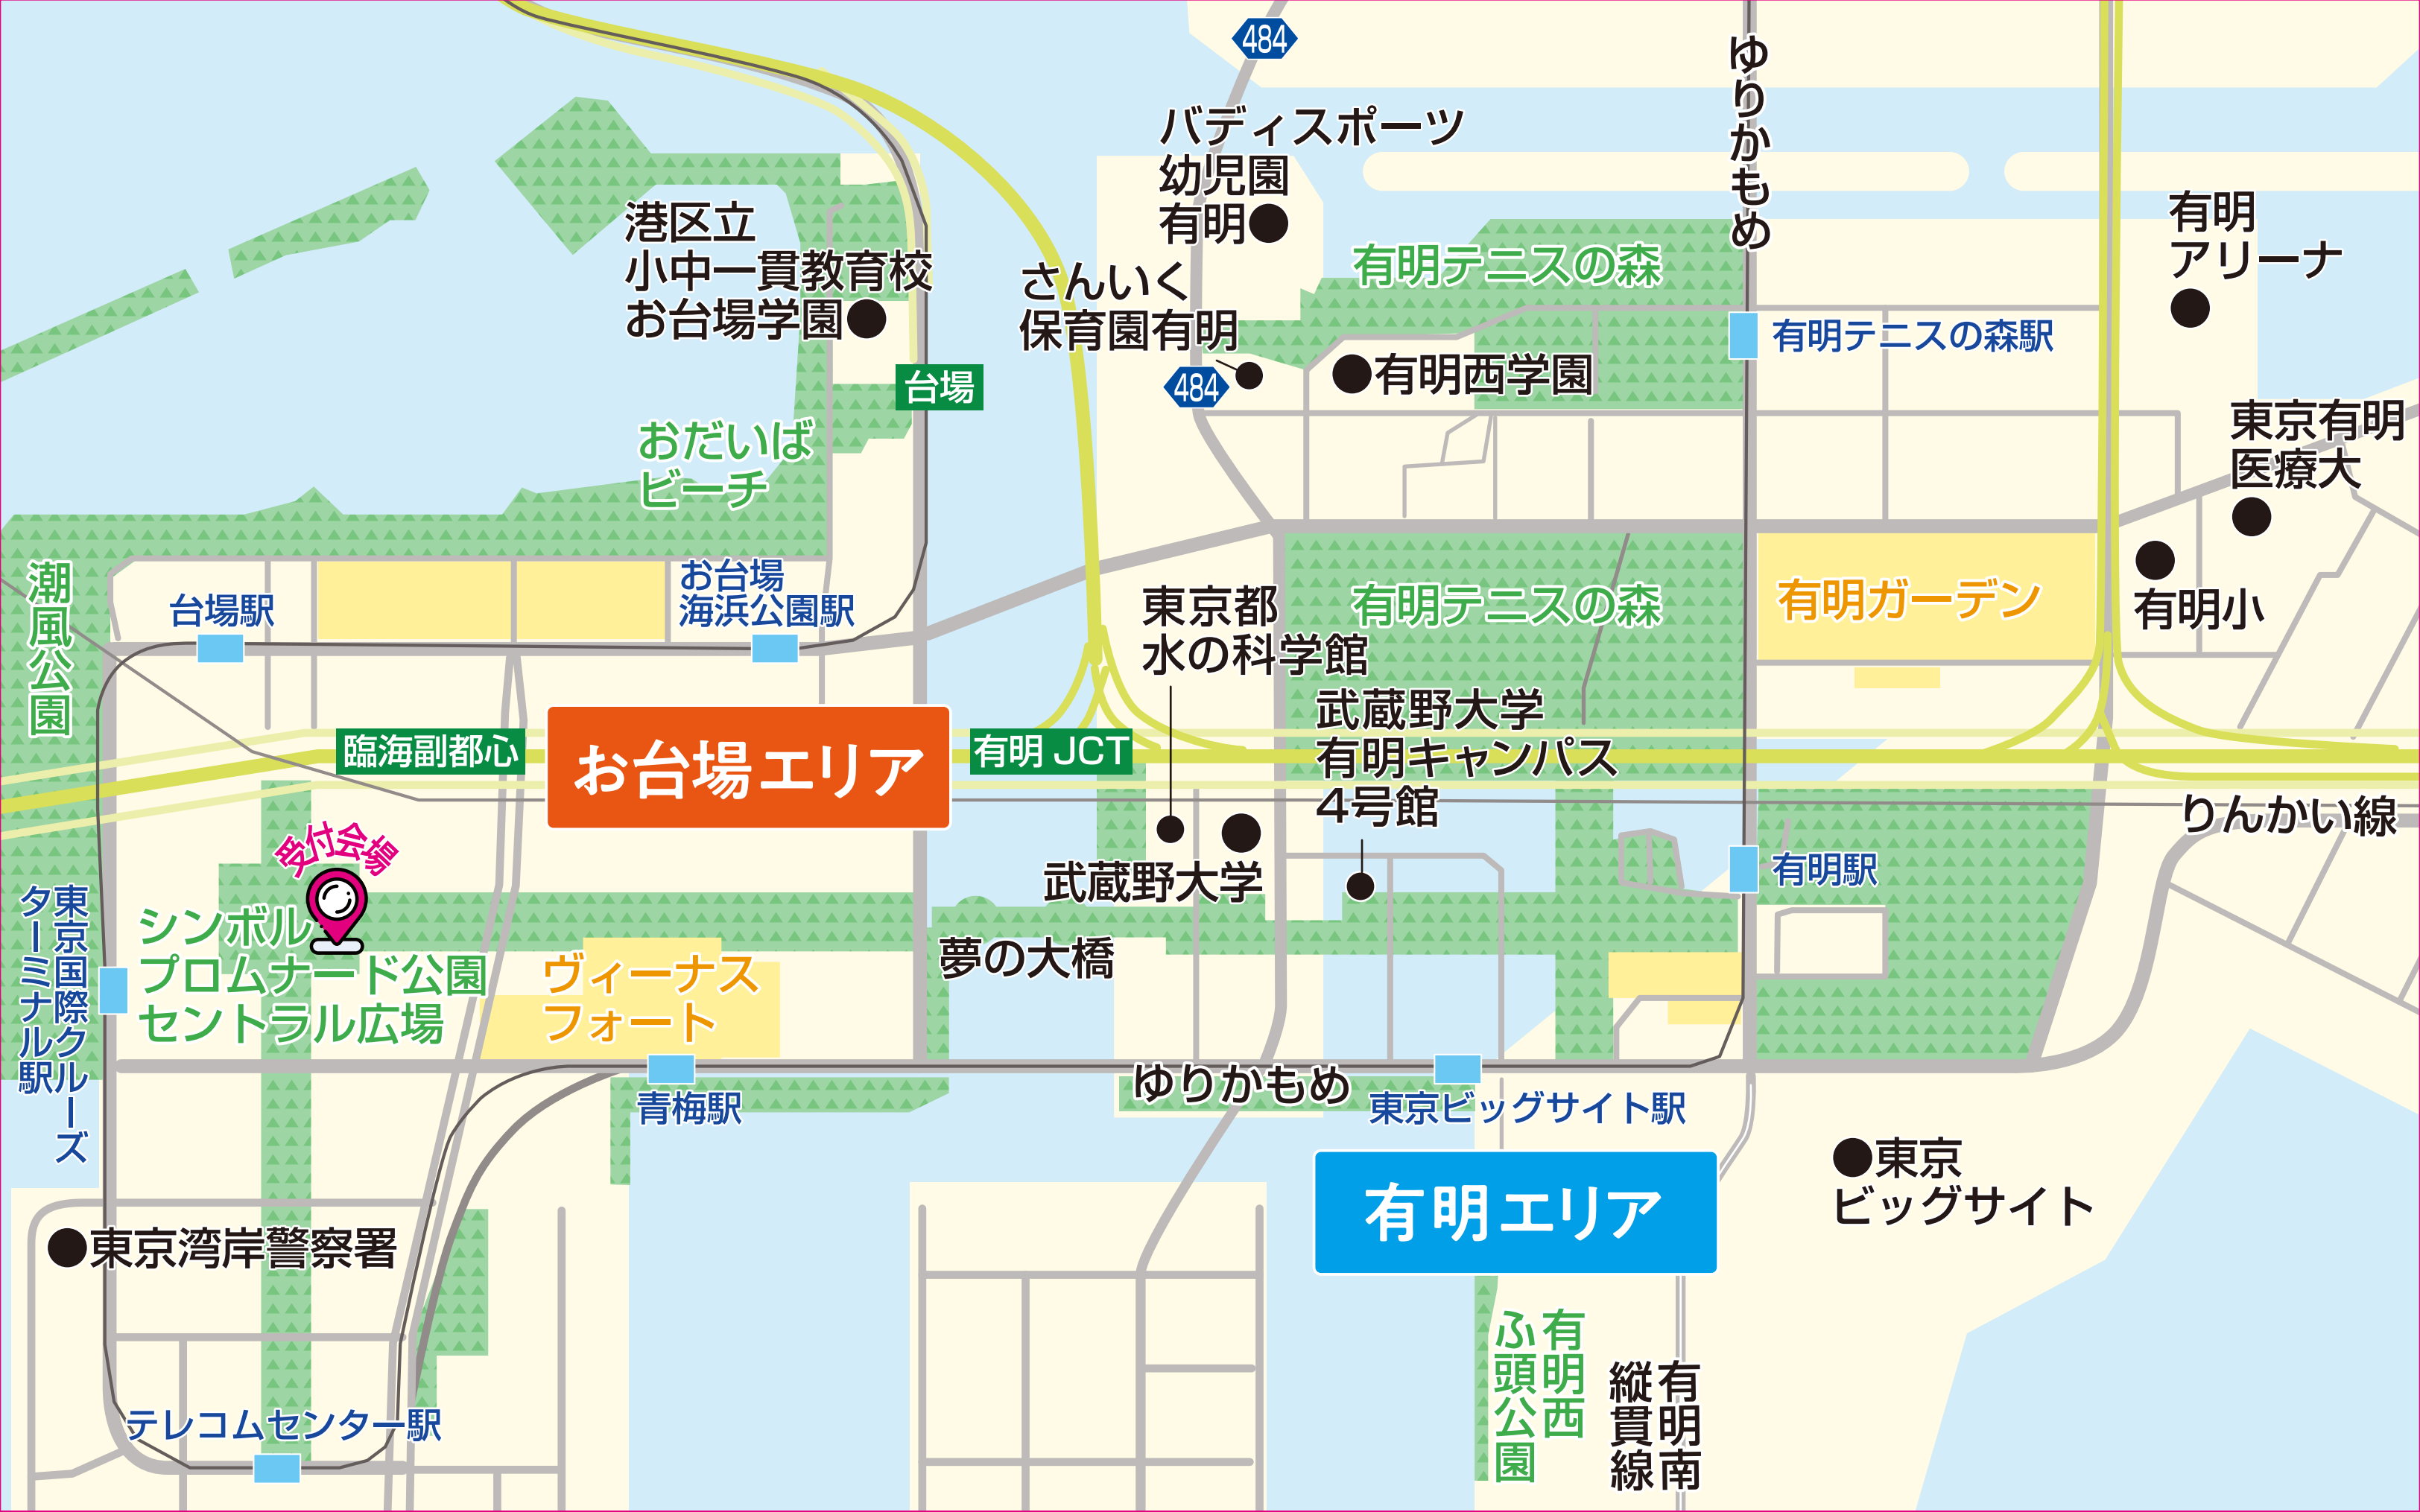 484
ゆりかもめ
バディスポーツ
幼児園
有明
港区立
小中一貫教育校
お台場学園
さんいく
保育園有明
有明テニスの森
有明
アリーナ
有明テニスの森駅
台場
484
有明西学園
東京有明
医療大
おだいば
ビーチ
潮風公園
台場駅
お台場
海浜公園駅
東京都
水の科学館
有明テニスの森
有明ガーデン
有明小
臨海副都心
お台場エリア
有明 JCT
武蔵野大学
有明キャンパス
4号館
りんかい線
受付会場
武蔵野大学
有明駅
東京国際クルーズ
ターミナル駅
シンボル
プロムナード公園
セントラル広場
ヴィーナス
フォート
夢の大橋
青梅駅
ゆりかもめ
東京ビッグサイト駅
有明エリア
東京
ビッグサイト
東京湾岸警察署
有明西
ふ頭公園
有明南
縦貫線
テレコムセンター駅